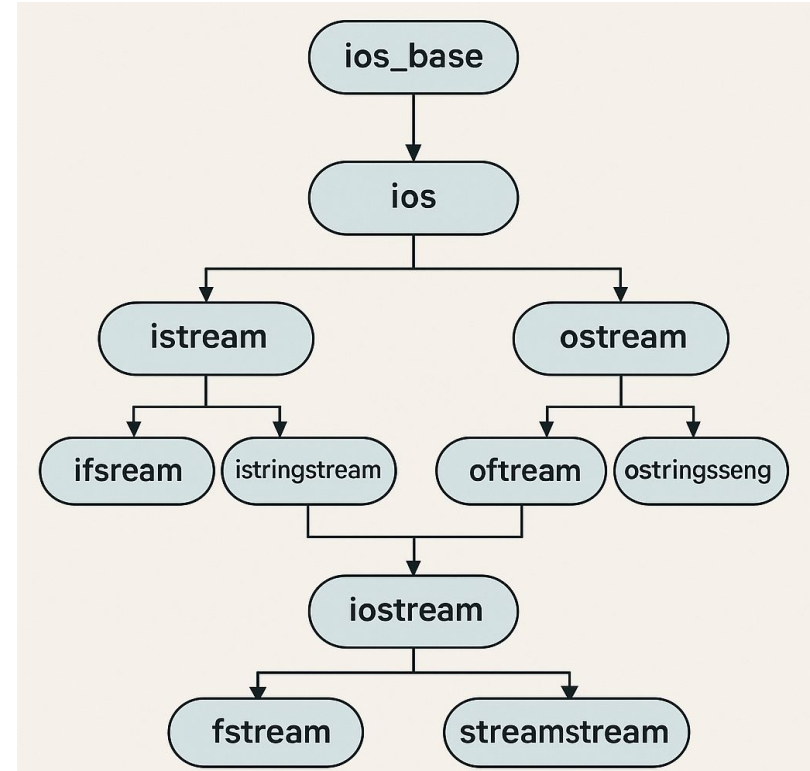 ios_base
ios
istream
ostream
ifsream
istringstream
oftream
ostringsseng
iostream
fstream
streamstream